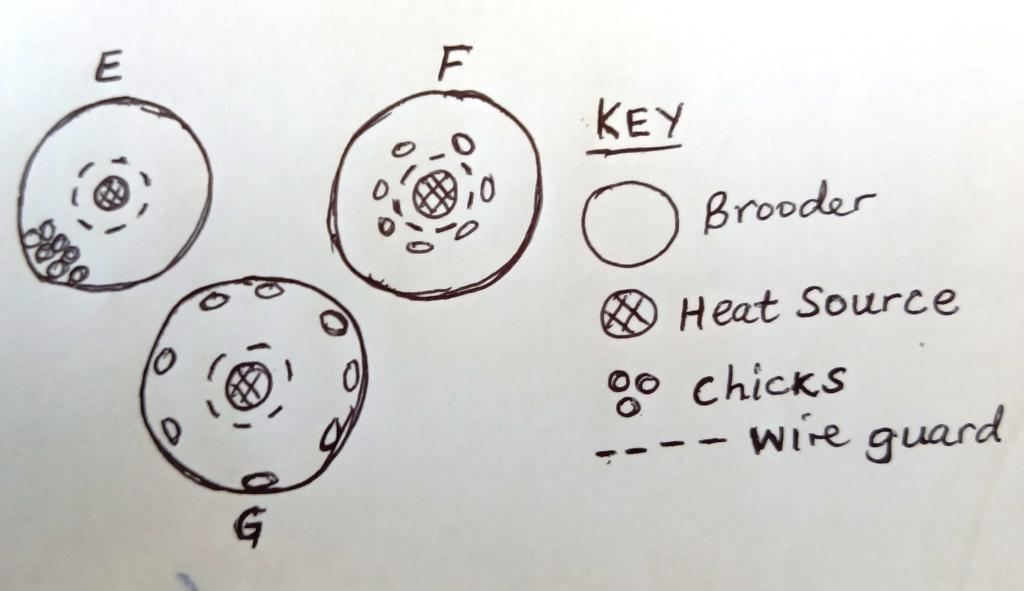 E
F
KEY
Brooder
Heat Source
chicks
wire guard
G